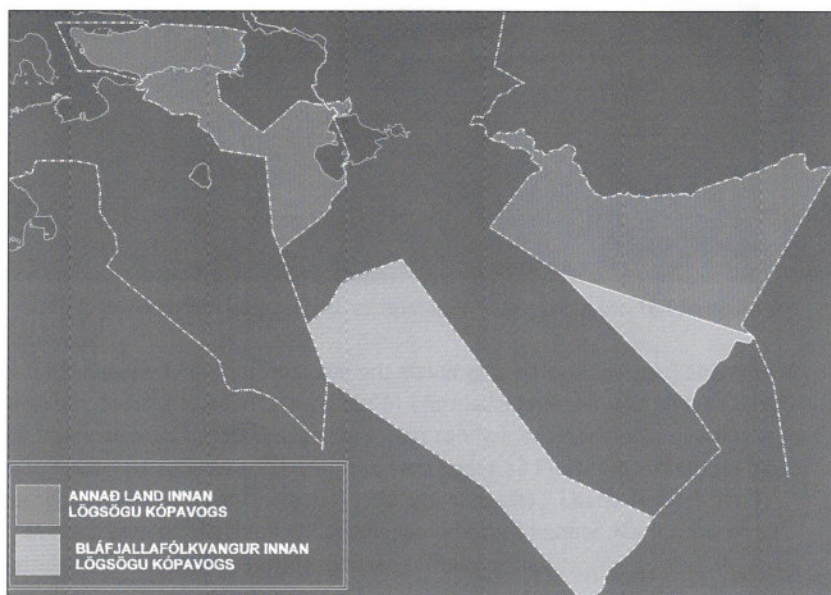 ANNAÐ LAND INNAN
LÖGSÖGU KÓPAVOGS
BLÁFJALLAFÓLKVANGUR INNAN
LÖGSÖGU KÓPAVOGS